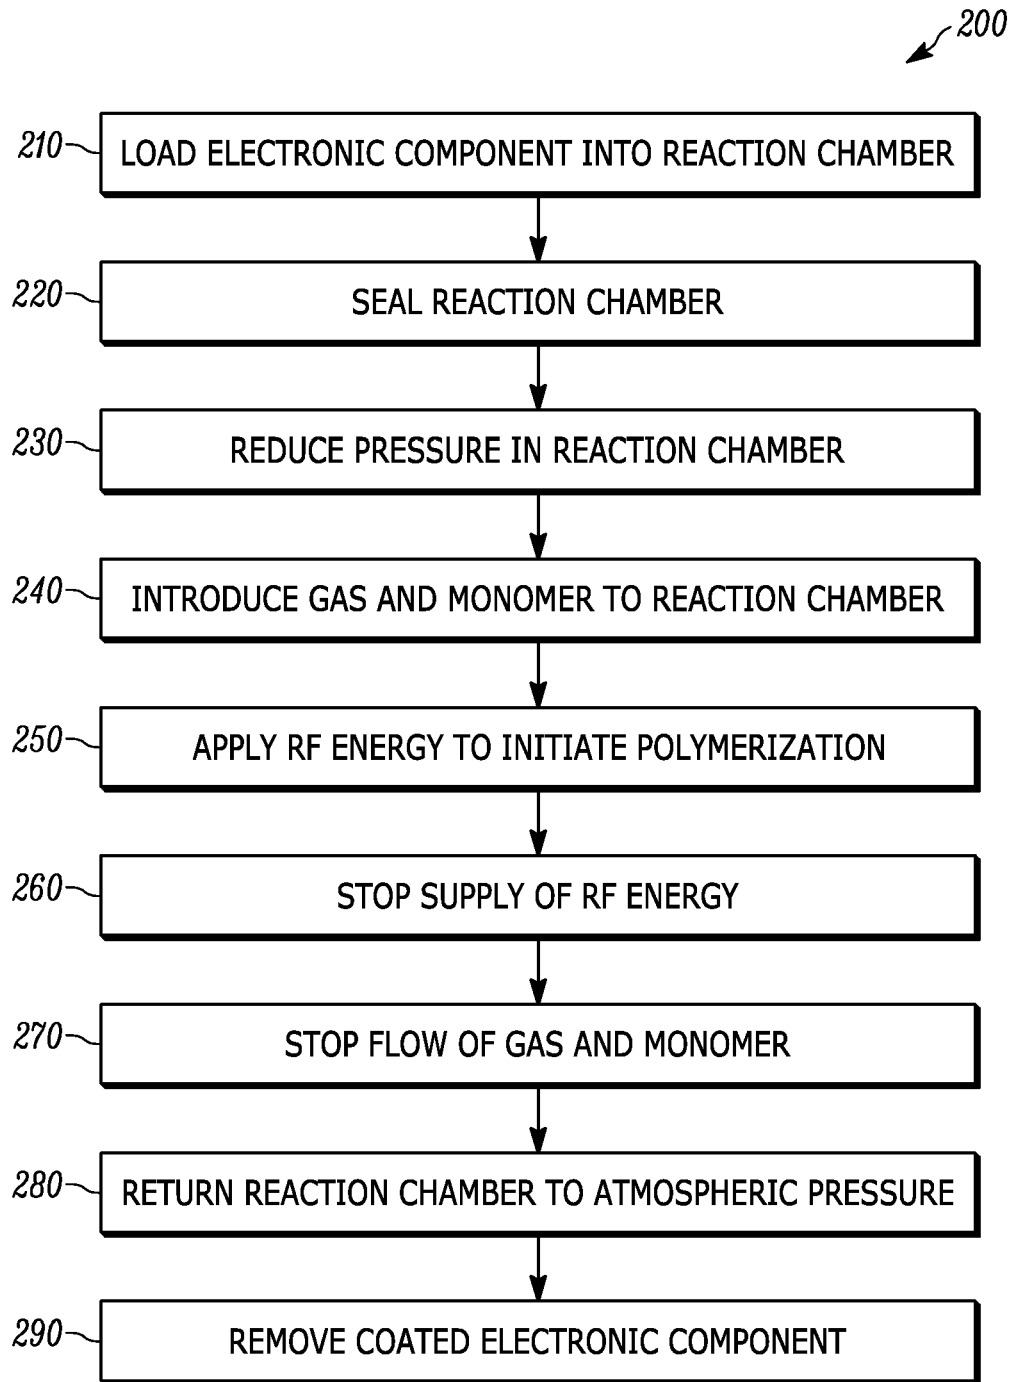 200
210 LOAD ELECTRONIC COMPONENT INTO REACTION CHAMBER
220 SEAL REACTION CHAMBER
230 REDUCE PRESSURE IN REACTION CHAMBER
240 INTRODUCE GAS AND MONOMER TO REACTION CHAMBER
250 APPLY RF ENERGY TO INITIATE POLYMERIZATION
260 STOP SUPPLY OF RF ENERGY
270 STOP FLOW OF GAS AND MONOMER
280 RETURN REACTION CHAMBER TO ATMOSPHERIC PRESSURE
290 REMOVE COATED ELECTRONIC COMPONENT